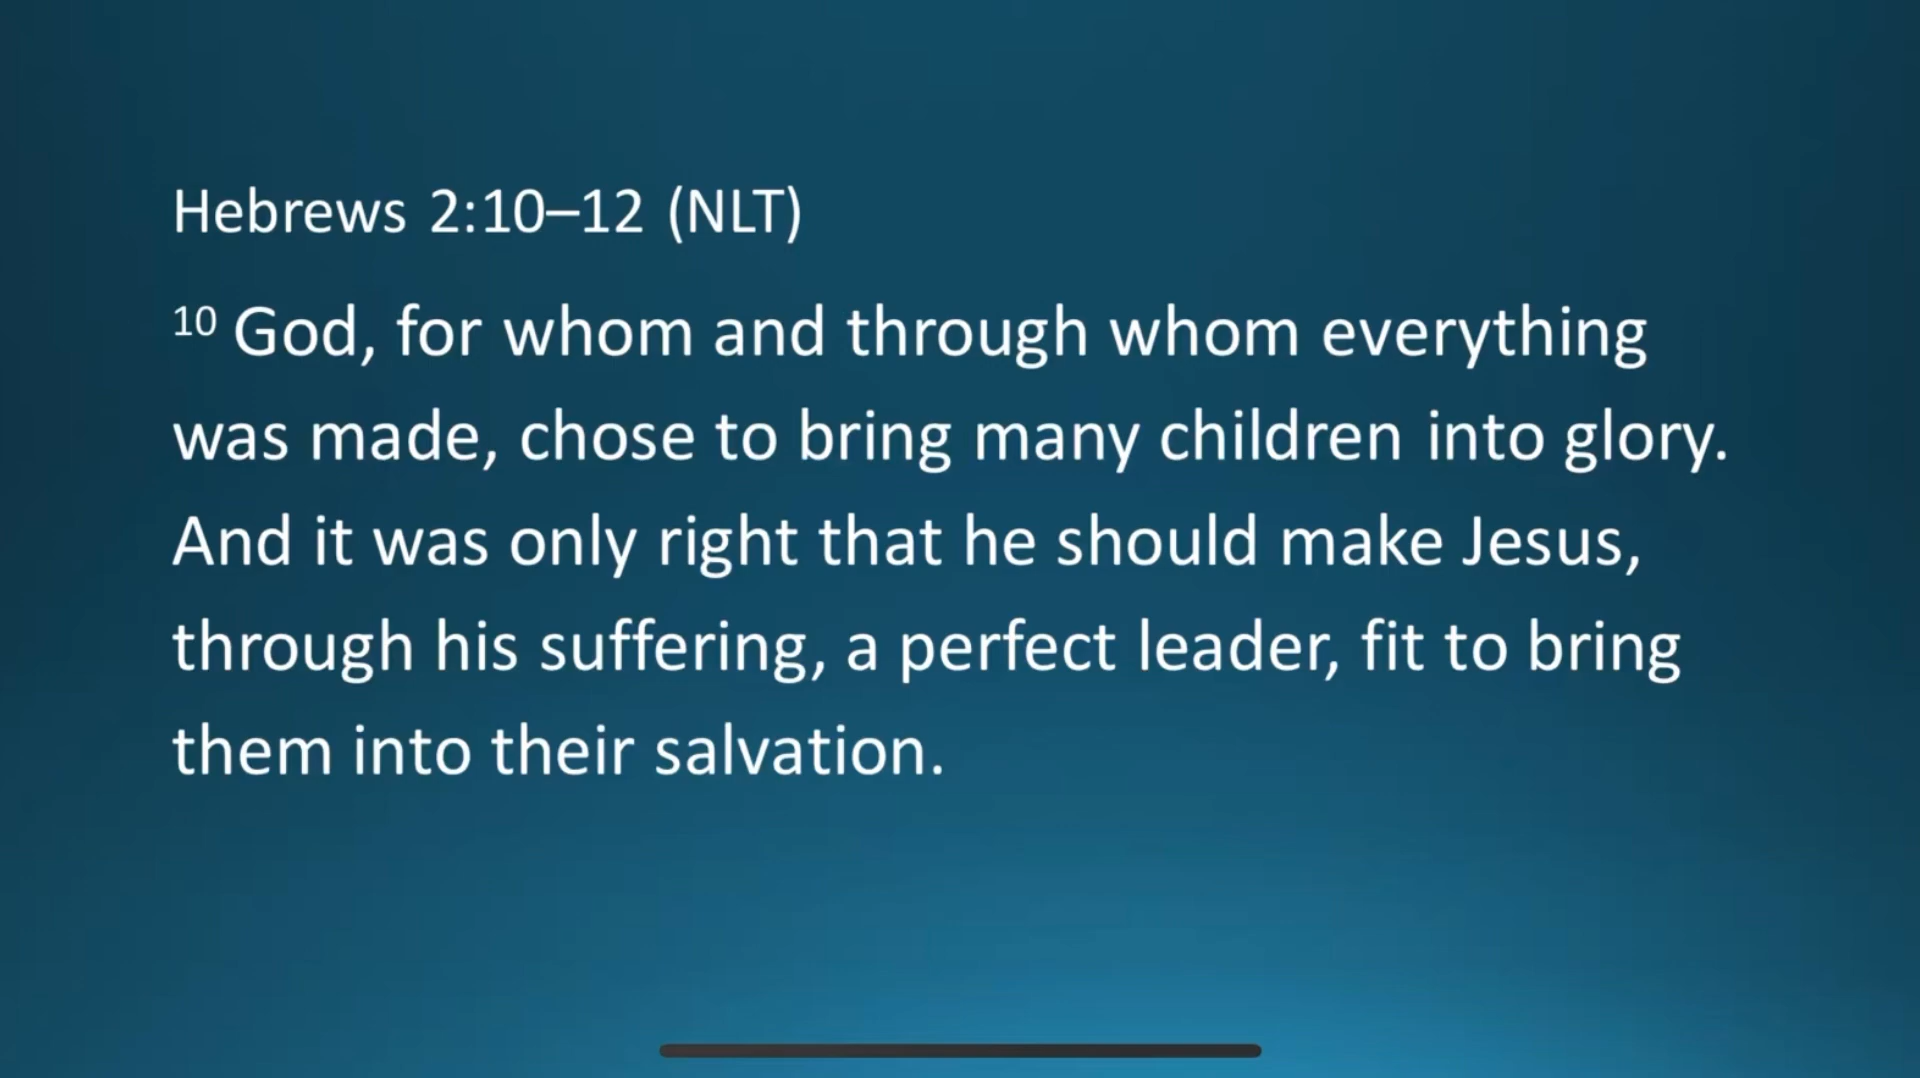 Hebrews 2:10–12 (NLT)
10 God, for whom and through whom everything
was made, chose to bring many children into glory.
And it was only right that he should make Jesus,
through his suffering, a perfect leader, fit to bring
them into their salvation.